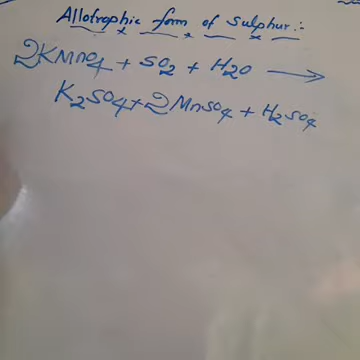 Allotrophic form of Sulphur:-
2KMnO4 + SO2 + H2O ⟶
K2SO4+2MnSO4 + H2SO4